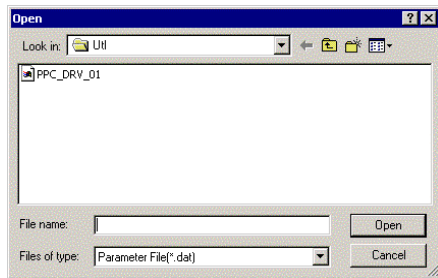 Open
Look in: Utl
PPC_DRV_01
File name:
Open
Files of type: Parameter File(*.dat)
Cancel